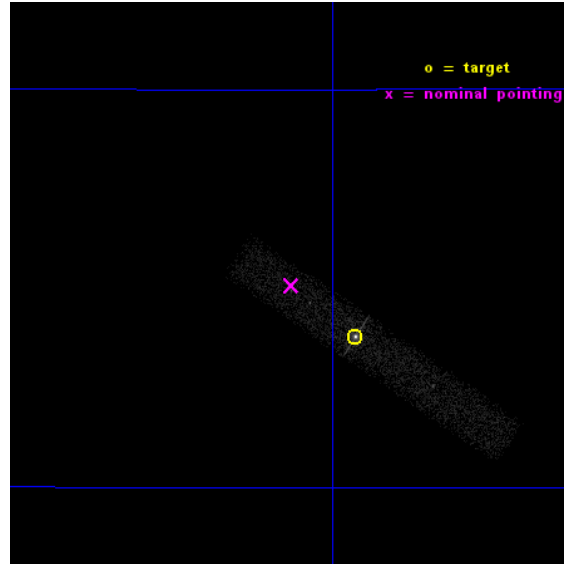 o = target
x = nominal pointing